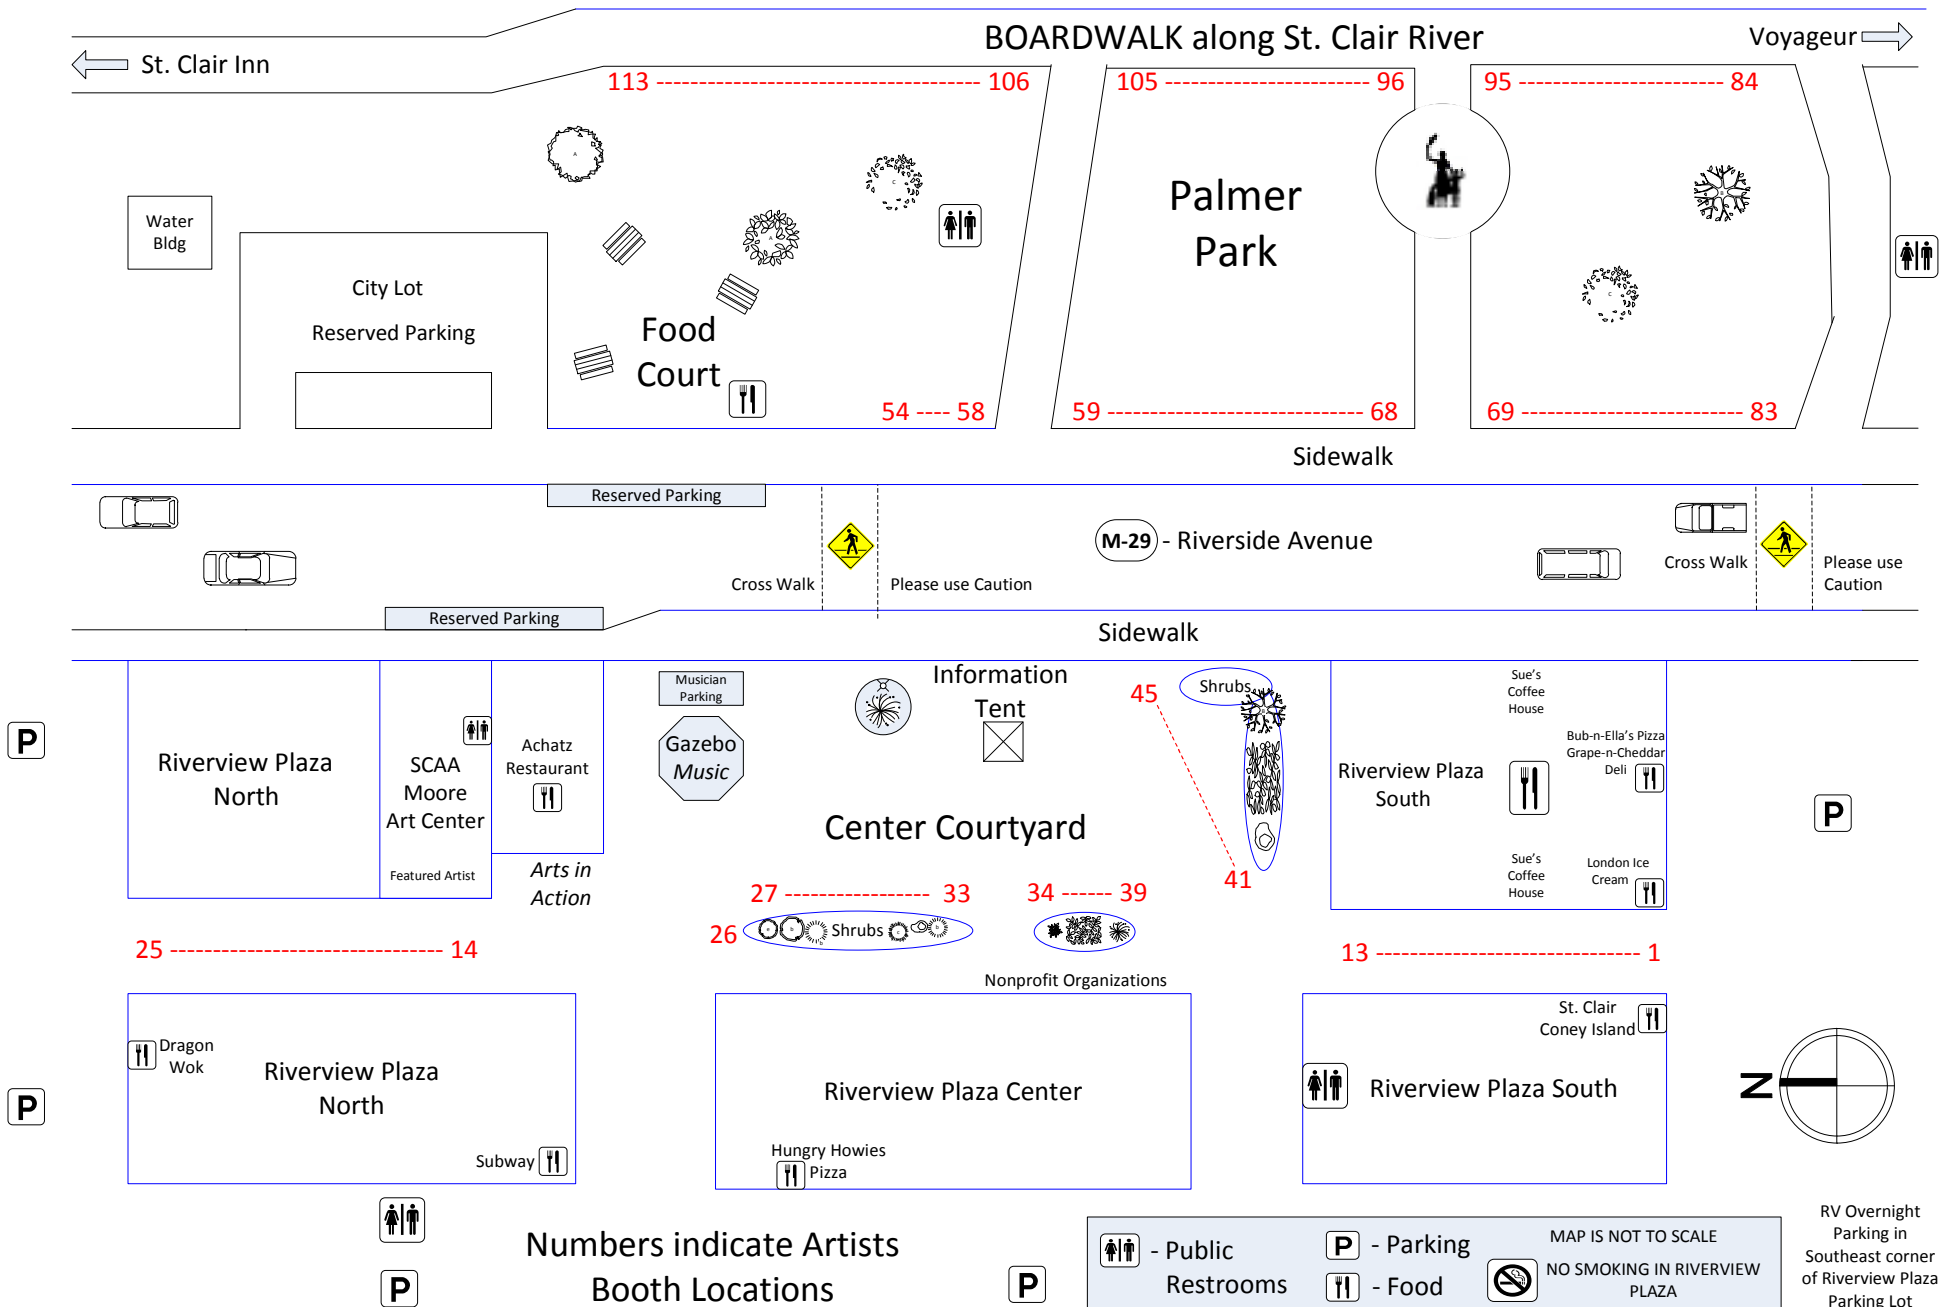 BOARDWALK along St. Clair River
Voyageur
St. Clair Inn
113 ---------------------------------- 106
105 ----------------------- 96
95 -------------------- 84
Water
Bldg
City Lot
Reserved Parking
Food
Court
Palmer
Park
54 ---- 58
59 ----------------------------- 68
69 ------------------------- 83
Sidewalk
Reserved Parking
M-29 - Riverside Avenue
Cross Walk
Please use Caution
Cross Walk
Please use
Caution
Reserved Parking
Sidewalk
Riverview Plaza
North
SCAA
Moore
Art Center
Featured Artist
Achatz
Restaurant
Arts in
Action
Musician
Parking
Gazebo
Music
Information
Tent
Center Courtyard
45
41
Shrubs
Riverview Plaza
South
Sue's
Coffee
House
Bub-n-Ella's Pizza
Grape-n-Cheddar
Deli
Sue's
Coffee
House
London Ice
Cream
P
P
27 ---------------- 33
34 ------ 39
26
Shrubs
25 ------------------------------- 14
13 ------------------------------ 1
Nonprofit Organizations
Dragon
Wok
Riverview Plaza
North
Subway
Riverview Plaza Center
Hungry Howies
Pizza
St. Clair
Coney Island
Riverview Plaza South
N
P
P
Numbers indicate Artists
Booth Locations
P
- Public
Restrooms
P - Parking
- Food
MAP IS NOT TO SCALE
NO SMOKING IN RIVERVIEW
PLAZA
RV Overnight
Parking in
Southeast corner
of Riverview Plaza
Parking Lot